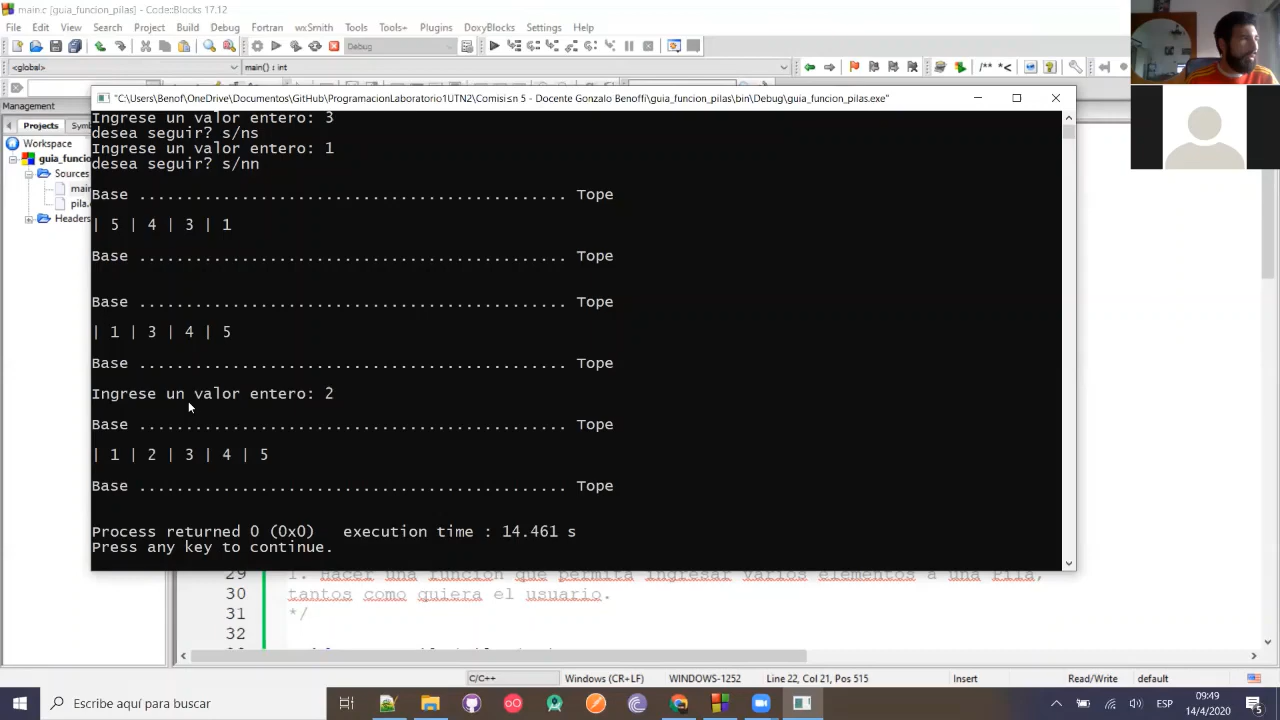 main.c [guia_funcion_pilas] - Code::Blocks 17.12
File Edit View Search Project Build Debug Fortran wxSmith Tools Tools+ Plugins DoxyBlocks Settings Help
Debug
<global> main() : int
/** *<
Management
Projects Symb
Workspace
guia_funcio
Sources
main
pila.
Headers
"C:\Users\Benof\OneDrive\Documentos\GitHub\ProgramacionLaboratorio1UTN2\Comisi≤n 5 - Docente Gonzalo Benoffi\guia_funcion_pilas\bin\Debug\guia_funcion_pilas.exe"
Ingrese un valor entero: 3
desea seguir? s/ns
Ingrese un valor entero: 1
desea seguir? s/nn
Base .............................................. Tope
| 5 | 4 | 3 | 1
Base .............................................. Tope
Base .............................................. Tope
| 1 | 3 | 4 | 5
Base .............................................. Tope
Ingrese un valor entero: 2
Base .............................................. Tope
| 1 | 2 | 3 | 4 | 5
Base .............................................. Tope
Process returned 0 (0x0)   execution time : 14.461 s
Press any key to continue.
29 1. Hacer una función que permita ingresar varios elementos a una Pila,
30 tantos como quiera el usuario.
31 */
32
C/C++ Windows (CR+LF) WINDOWS-1252 Line 22, Col 21, Pos 515 Insert Read/Write default
Escribe aquí para buscar
ESP
09:49
14/4/2020
5